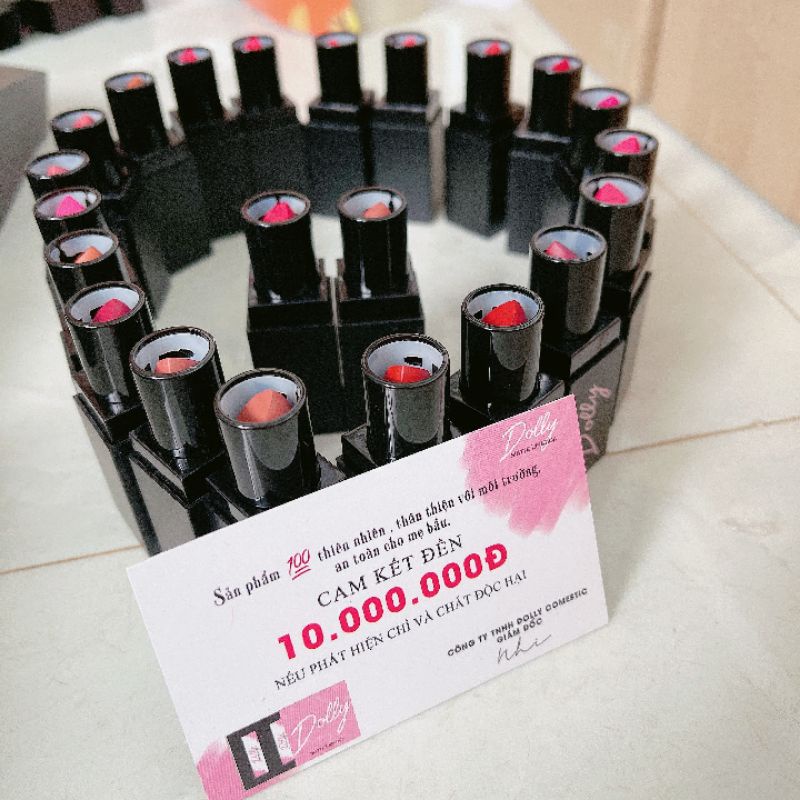 Dolly
Sản phẩm 100 thiên nhiên , thân thiện với môi trường,
an toàn cho mẹ bầu.
CAM KẾT ĐỀN
10.000.000Đ
NẾU PHÁT HIỆN CHÌ VÀ CHẤT ĐỘC HẠI
CÔNG TY TNHH DOLLY COMESTIC
GIÁM ĐỐC
Nhi
Dolly
Dolly